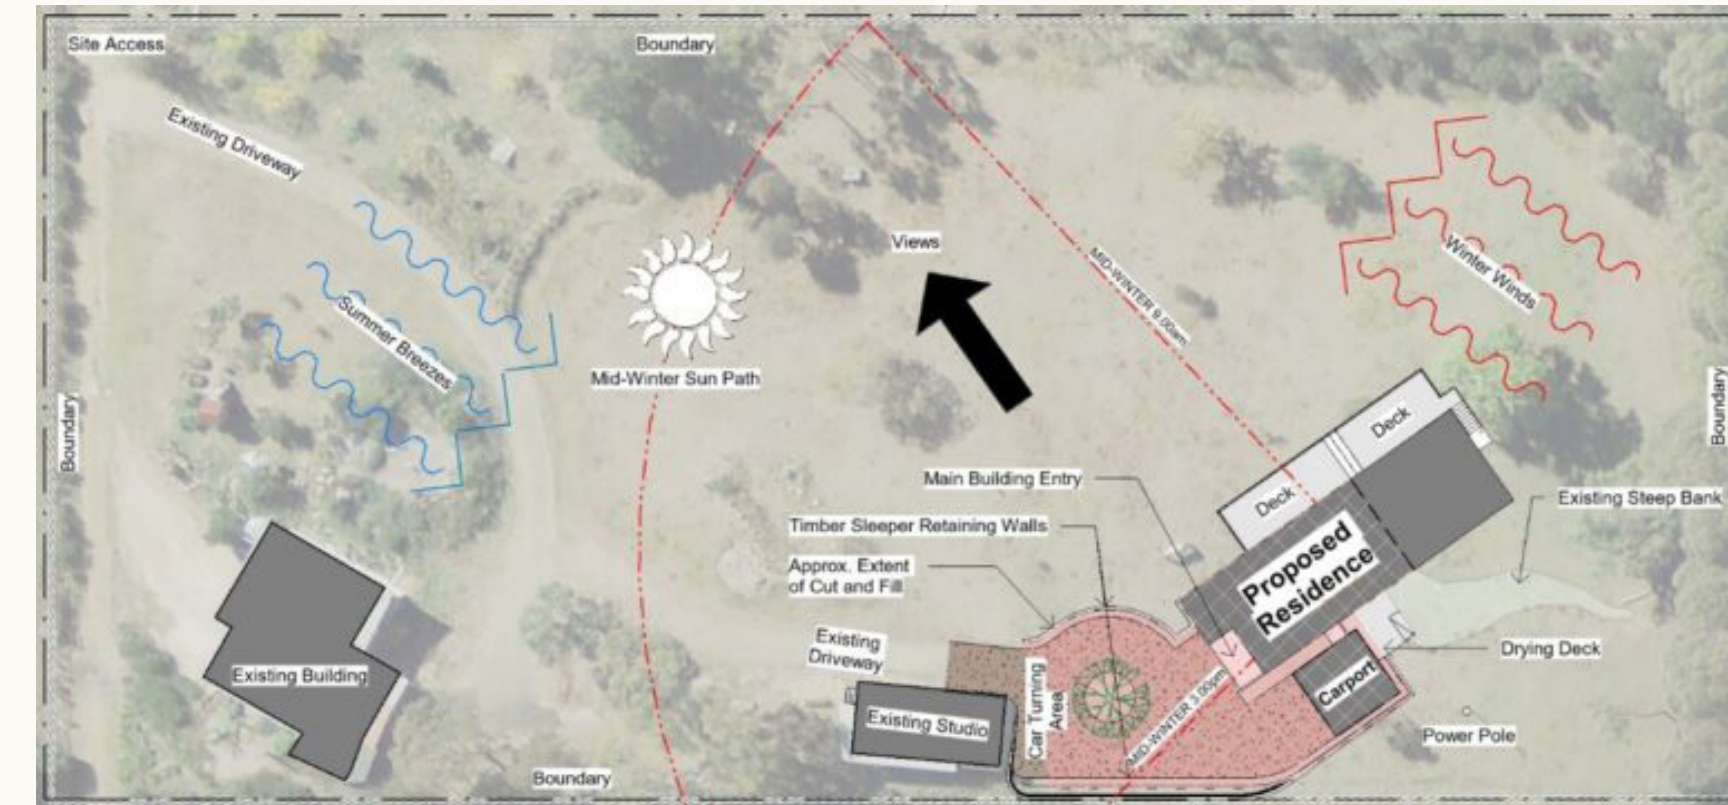 Site Access
Boundary
Existing Driveway
Views
MID-WINTER 9.00am
Winter Winds
Summer Breezes
Mid-Winter Sun Path
Boundary
Boundary
Deck
Deck
Main Building Entry
Existing Steep Bank
Timber Sleeper Retaining Walls
Approx. Extent
of Cut and Fill
Proposed
Residence
Existing
Driveway
Drying Deck
Existing Building
Car Turning
Area
Carport
MID-WINTER 3.00pm
Existing Studio
Power Pole
Boundary